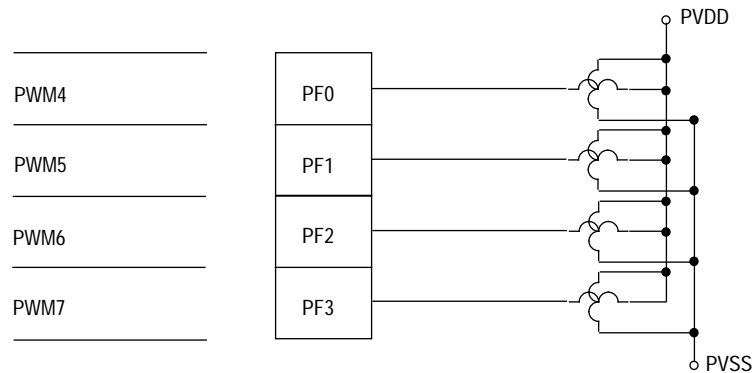 PVDD
PWM4 PF0
PWM5 PF1
PWM6 PF2
PWM7 PF3
PVSS